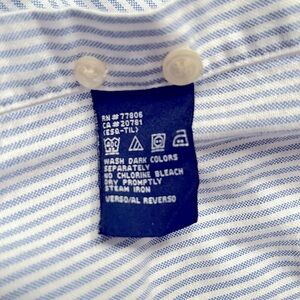 RN#77806
CA#20781
(ESG-TIL)
WASH DARK COLORS
SEPARATELY
NO CHLORINE BLEACH
DRY PROMPTLY
STEAM IRON
VERSO/AL REVERSO